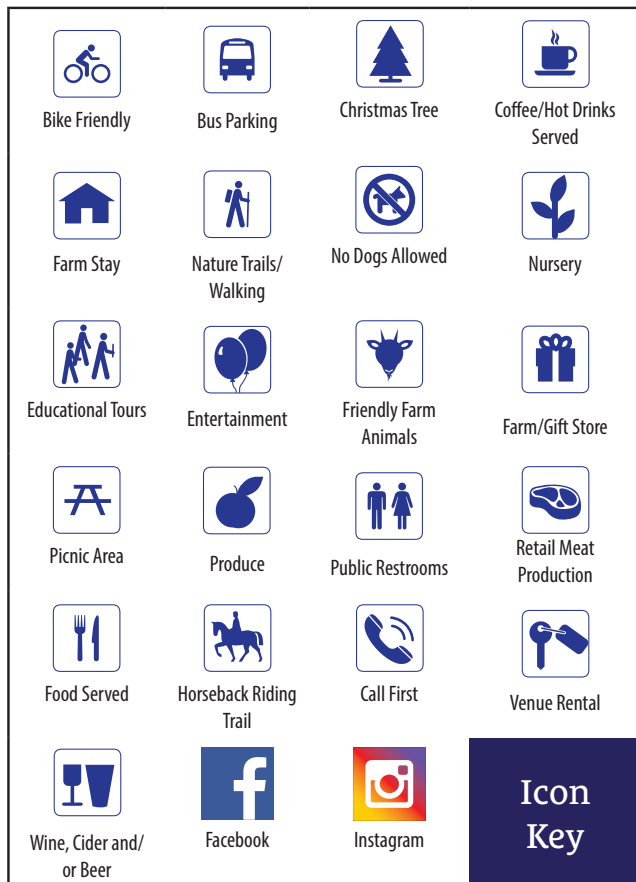 Bike Friendly
Bus Parking
Christmas Tree
Coffee/Hot Drinks
Served
Farm Stay
Nature Trails/
Walking
No Dogs Allowed
Nursery
Educational Tours
Entertainment
Friendly Farm
Animals
Farm/Gift Store
Picnic Area
Produce
Public Restrooms
Retail Meat
Production
Food Served
Horseback Riding
Trail
Call First
Venue Rental
Wine, Cider and/
or Beer
Facebook
Instagram
Icon
Key